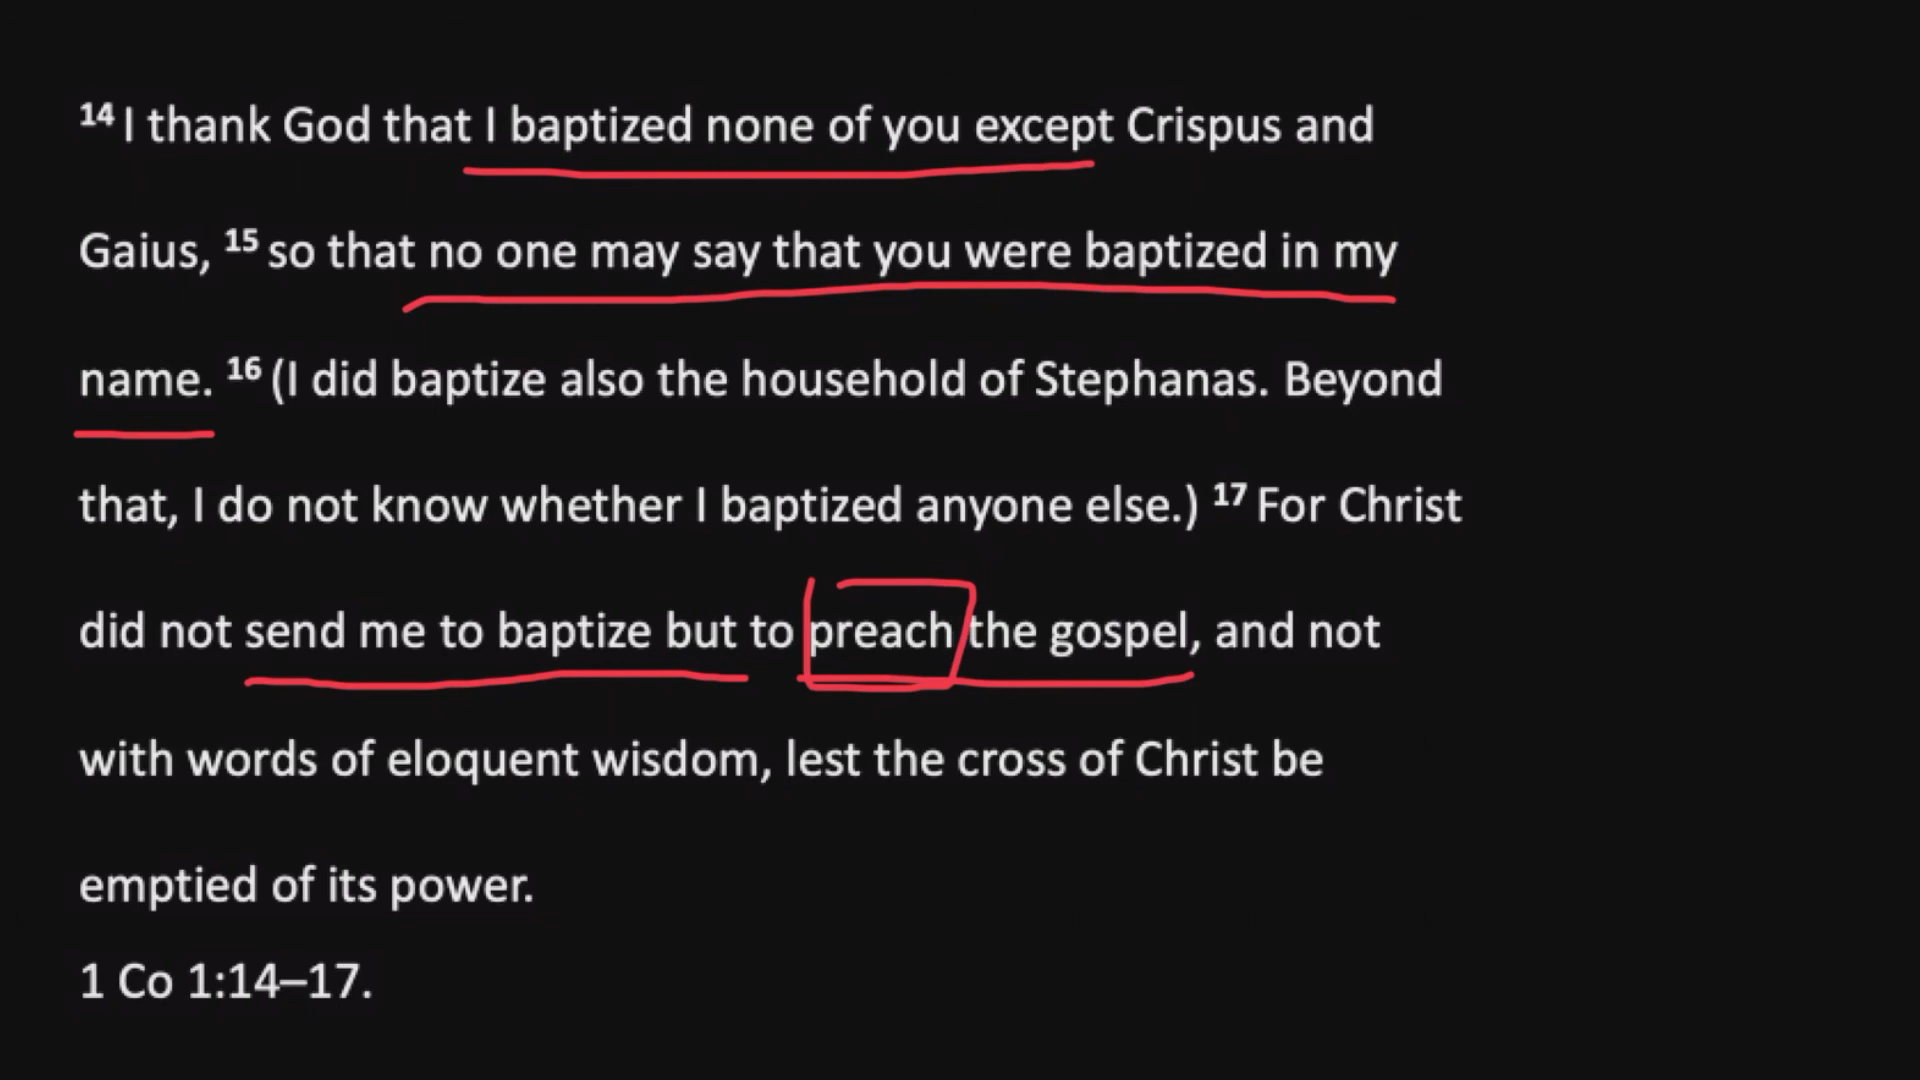 14 I thank God that I baptized none of you except Crispus and
Gaius, 15 so that no one may say that you were baptized in my
name. 16 (I did baptize also the household of Stephanas. Beyond
that, I do not know whether I baptized anyone else.) 17 For Christ
did not send me to baptize but to preach the gospel, and not
with words of eloquent wisdom, lest the cross of Christ be
emptied of its power.
1 Co 1:14–17.